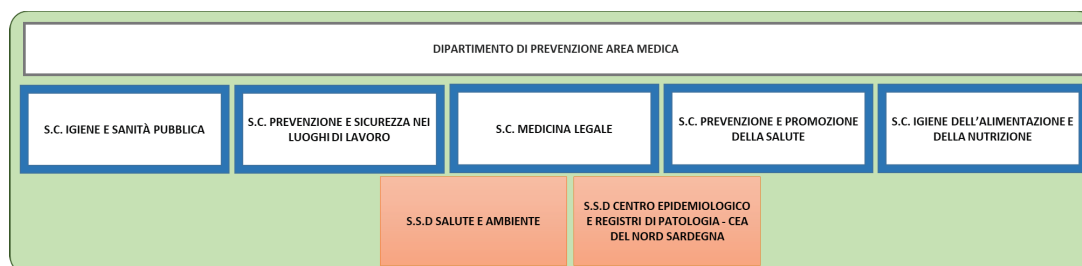 DIPARTIMENTO DI PREVENZIONE AREA MEDICA
S.C. IGIENE E SANITÀ PUBBLICA
S.C. PREVENZIONE E SICUREZZA NEI
LUOGHI DI LAVORO
S.C. MEDICINA LEGALE
S.C. PREVENZIONE E PROMOZIONE
DELLA SALUTE
S.C. IGIENE DELL’ALIMENTAZIONE E
DELLA NUTRIZIONE
S.S.D SALUTE E AMBIENTE
S.S.D CENTRO EPIDEMIOLOGICO
E REGISTRI DI PATOLOGIA - CEA
DEL NORD SARDEGNA